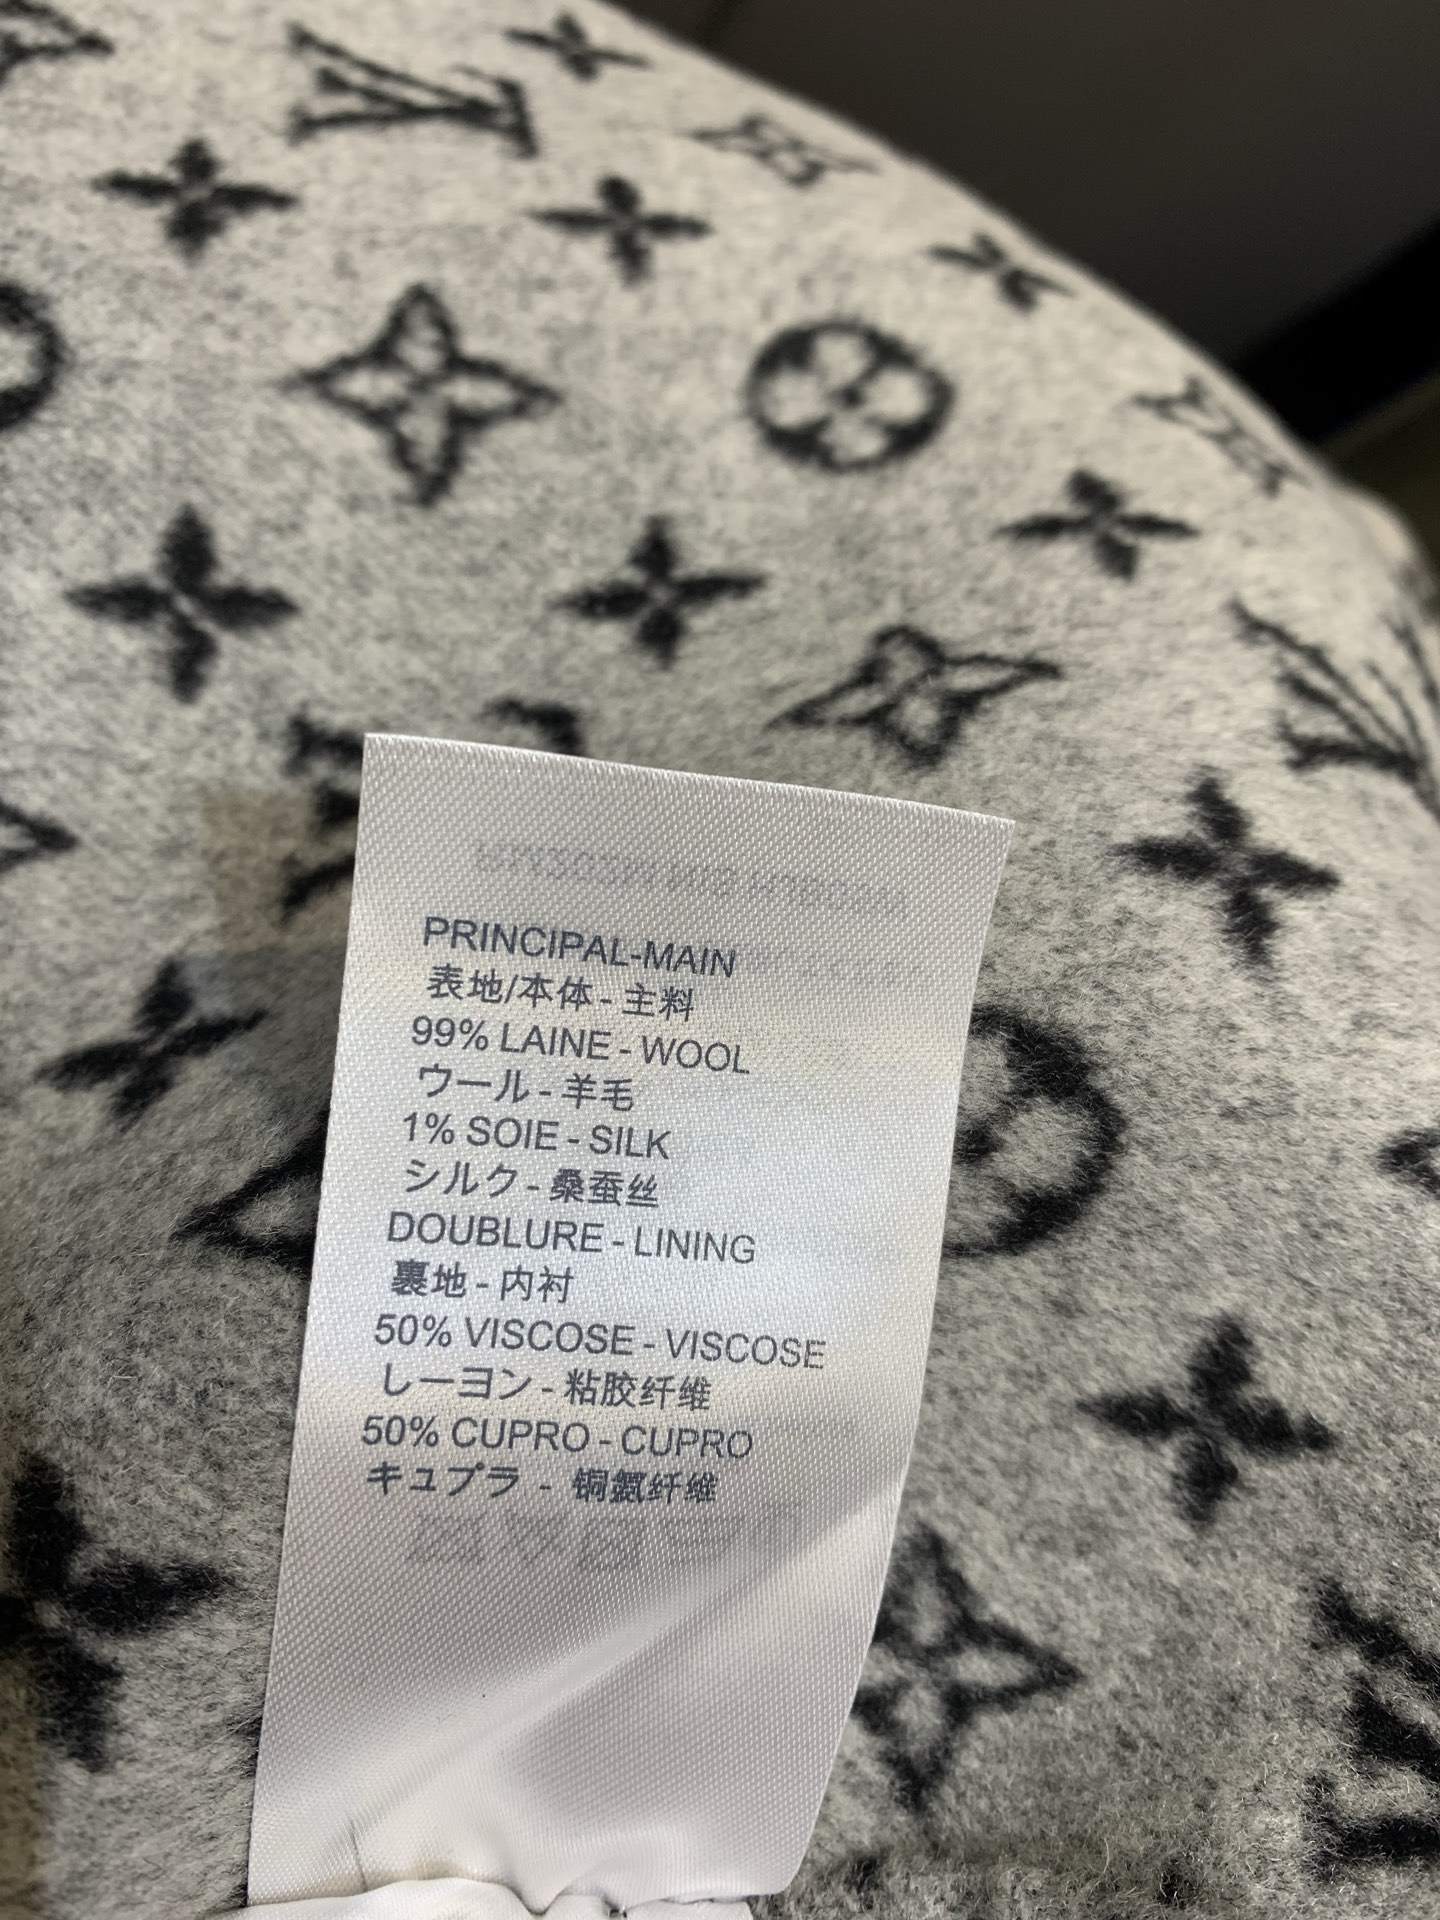 PRINCIPAL-MAIN
表地/本体 - 主料
99% LAINE - WOOL
ウール - 羊毛
1% SOIE - SILK
シルク - 桑蚕丝
DOUBLURE - LINING
裏地 - 内衬
50% VISCOSE - VISCOSE
レーヨン - 粘胶纤维
50% CUPRO - CUPRO
キュプラ - 铜氨纤维